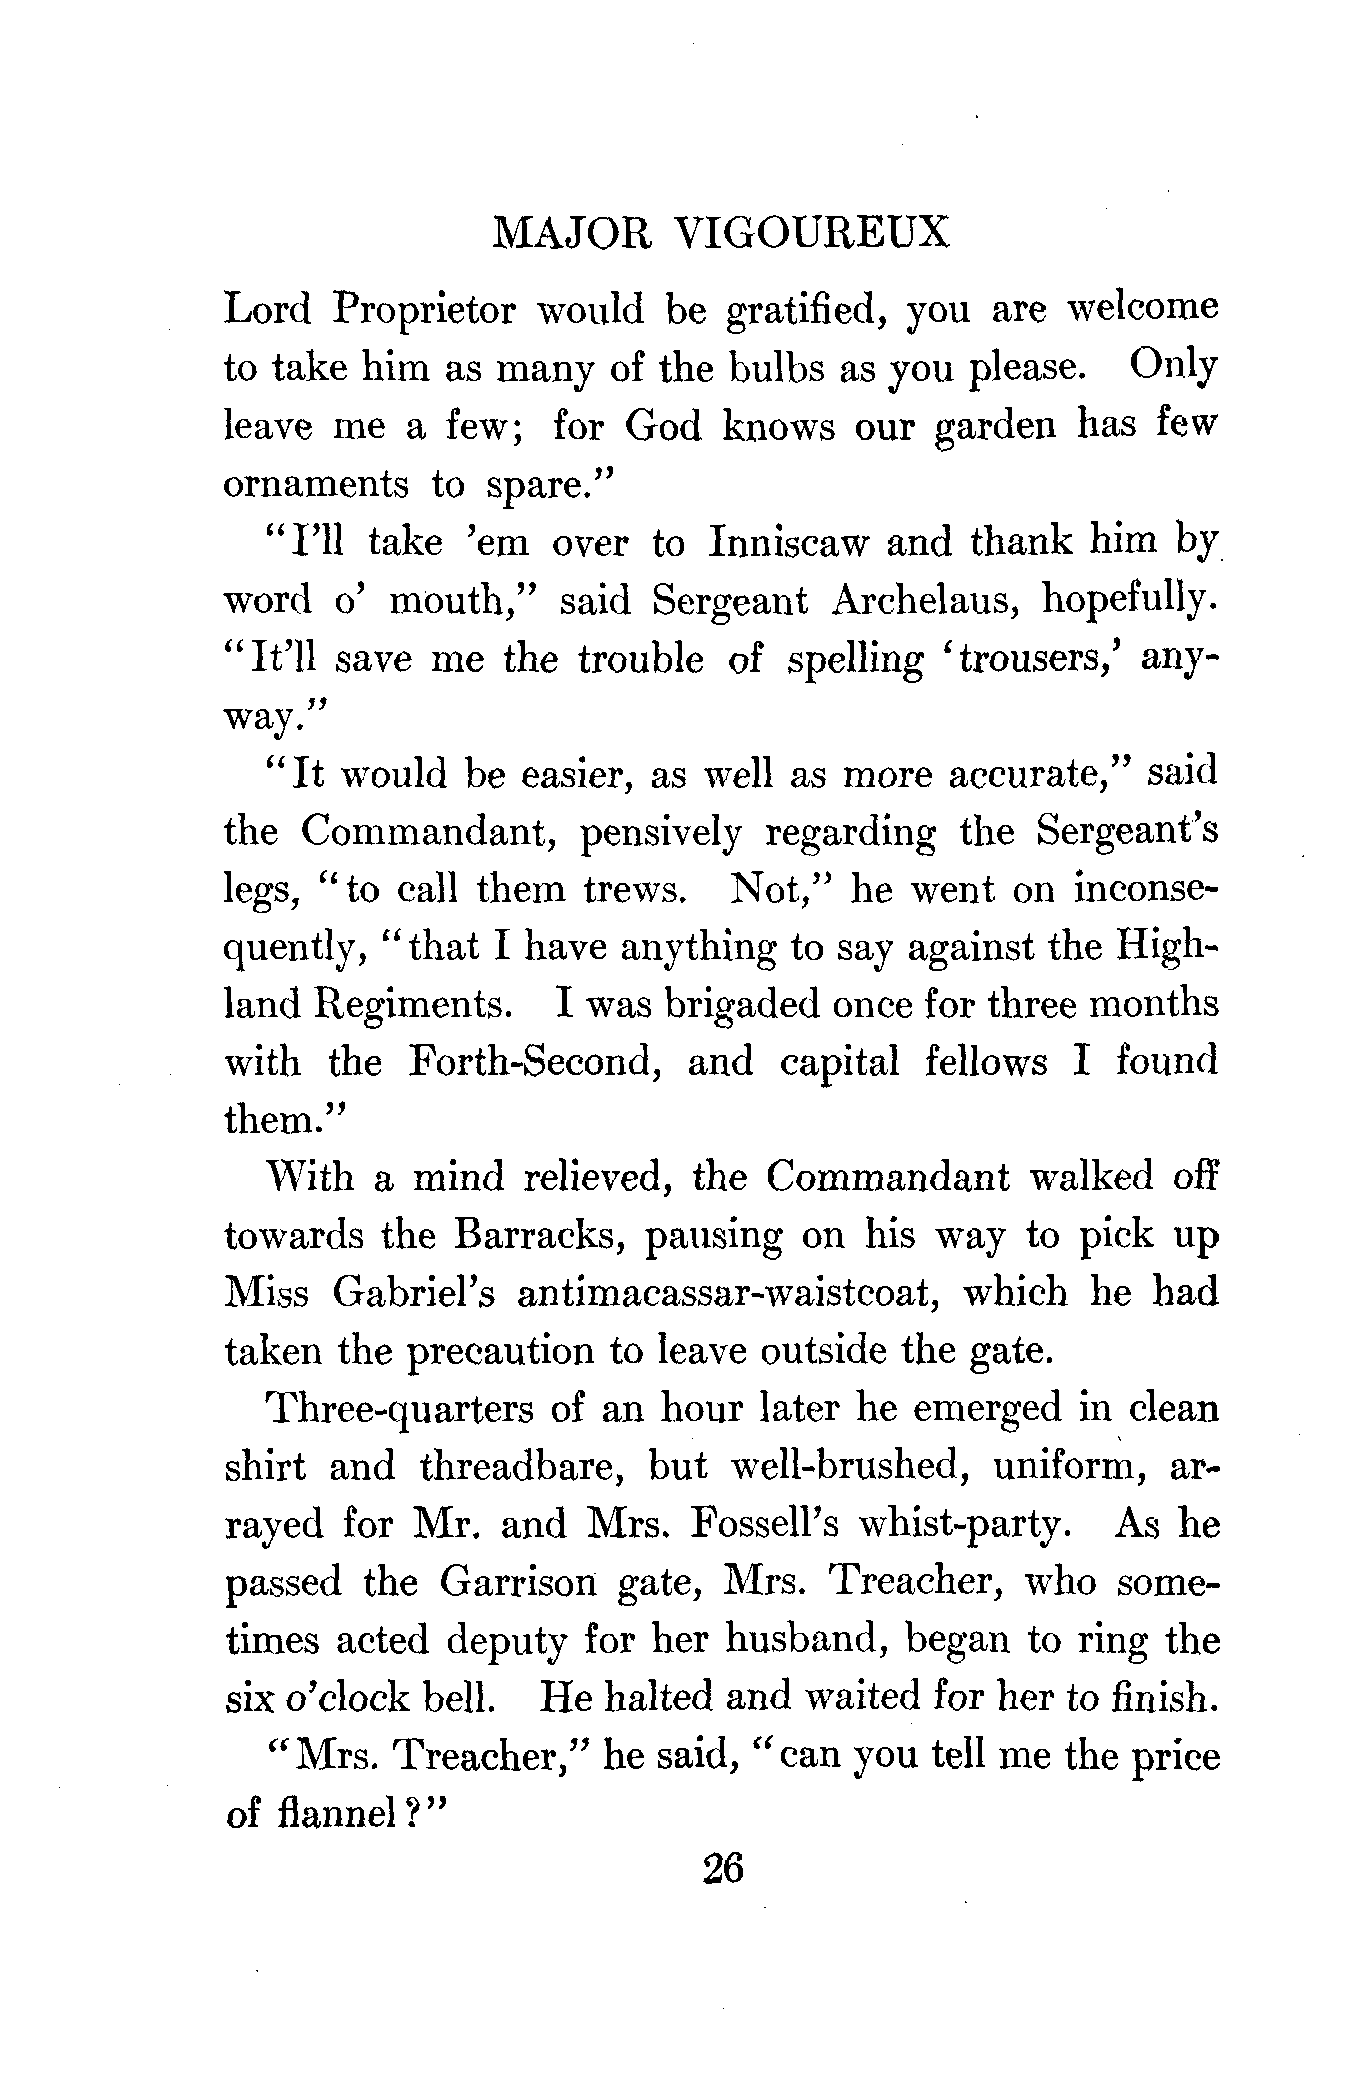 MAJOR VIGOUREUX
Lord Proprietor would be gratified, you are welcome
to take him as many of the bulbs as you please. Only
leave me a few; for God knows our garden has few
ornaments to spare."
"I'll take 'em over to Inniscaw and thank him by
word o' mouth," said Sergeant Archelaus, hopefully.
"It'll save me the trouble of spelling 'trousers,' any-
way."
"It would be easier, as well as more accurate," said
the Commandant, pensively regarding the Sergeant's
legs, "to call them trews. Not," he went on inconse-
quently, "that I have anything to say against the High-
land Regiments. I was brigaded once for three months
with the Forth-Second, and capital fellows I found
them."
With a mind relieved, the Commandant walked off
towards the Barracks, pausing on his way to pick up
Miss Gabriel's antimacassar-waistcoat, which he had
taken the precaution to leave outside the gate.
Three-quarters of an hour later he emerged in clean
shirt and threadbare, but well-brushed, uniform, ar-
rayed for Mr. and Mrs. Fossell's whist-party. As he
passed the Garrison gate, Mrs. Treacher, who some-
times acted deputy for her husband, began to ring the
six o'clock bell. He halted and waited for her to finish.
"Mrs. Treacher," he said, "can you tell me the price
of flannel?"
26